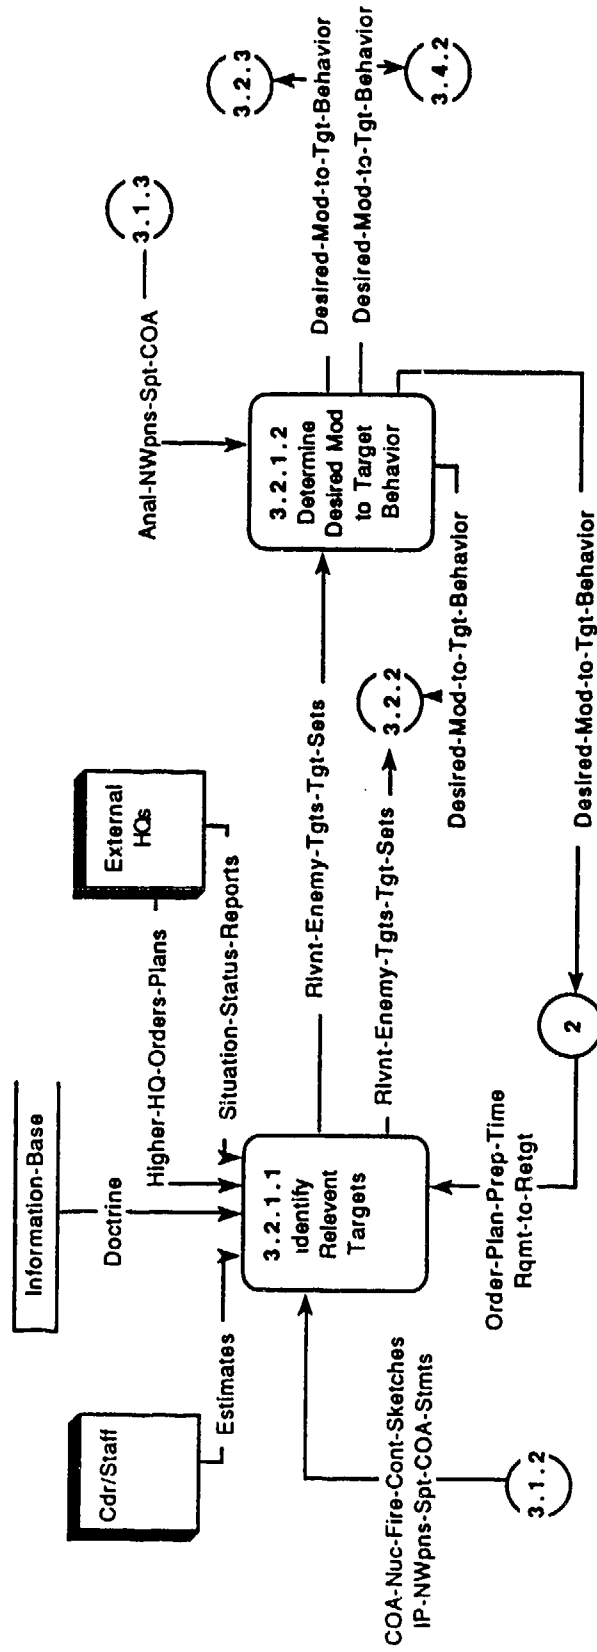 Information-Base
Doctrine
Cdr/Staff
Estimates
Higher-HQ-Orders-Plans
External
HQs
Situation-Status-Reports
Anal-NWpns-Spt-COA
3.1.3
3.2.3
3.2.1.1
Identify
Relevent
Targets
Rlvnt-Enemy-Tgts-Tgt-Sets
Rlvnt-Enemy-Tgts-Tgt-Sets
3.2.2
3.2.1.2
Determine
Desired Mod
to Target
Behavior
Desired-Mod-to-Tgt-Behavior
Desired-Mod-to-Tgt-Behavior
3.4.2
COA-Nuc-Fire-Cont-Sketches
IP-NWpns-Spt-COA-Stmts
3.1.2
Order-Plan-Prep-Time
Rqmt-to-Retgt
2
Desired-Mod-to-Tgt-Behavior
Desired-Mod-to-Tgt-Behavior